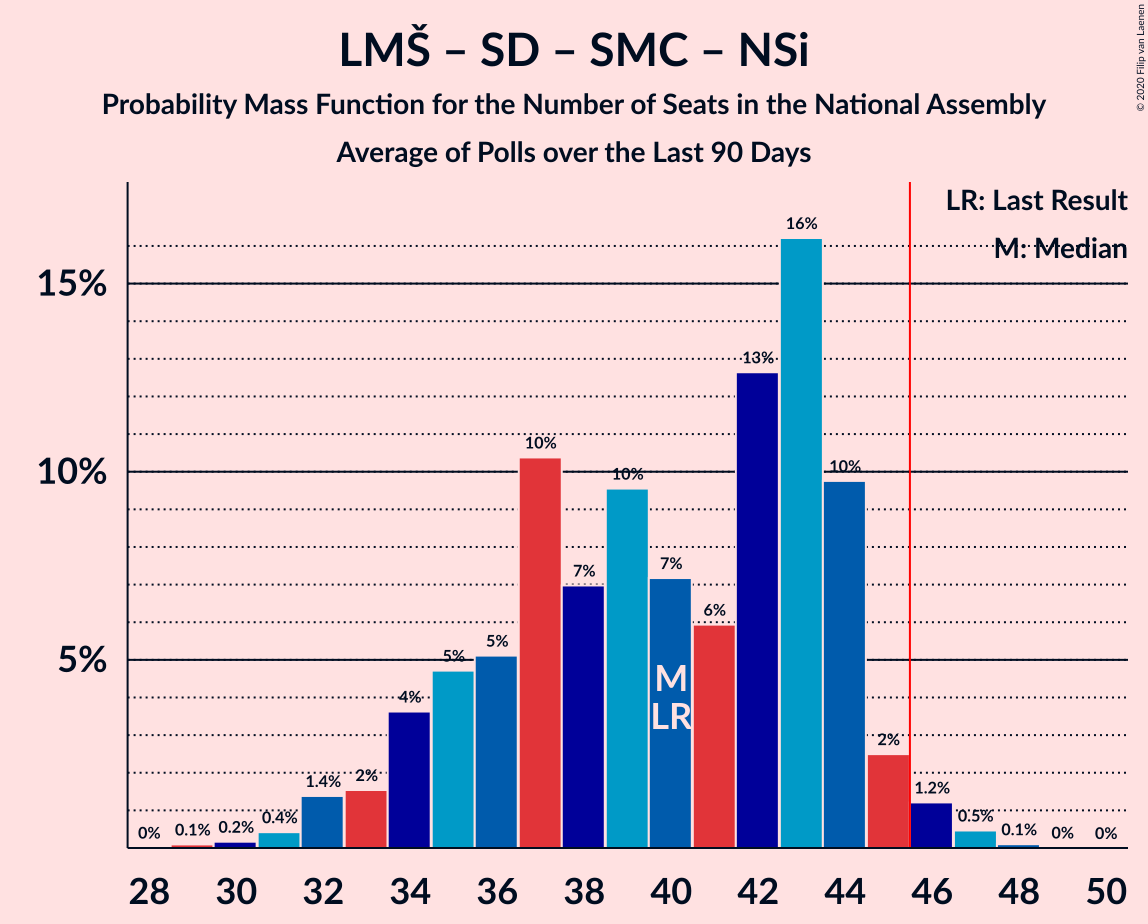 LMŠ – SD – SMC – NSi
Probability Mass Function for the Number of Seats in the National Assembly
Average of Polls over the Last 90 Days
© 2020 Filip van Laenen
LR: Last Result
M: Median
15%
10%
5%
0%
0.1%
0.2%
0.4%
1.4%
2%
4%
5%
5%
10%
7%
10%
7%
6%
13%
16%
10%
2%
1.2%
0.5%
0.1%
0%
0%
M
LR
28 30 32 34 36 38 40 42 44 46 48 50